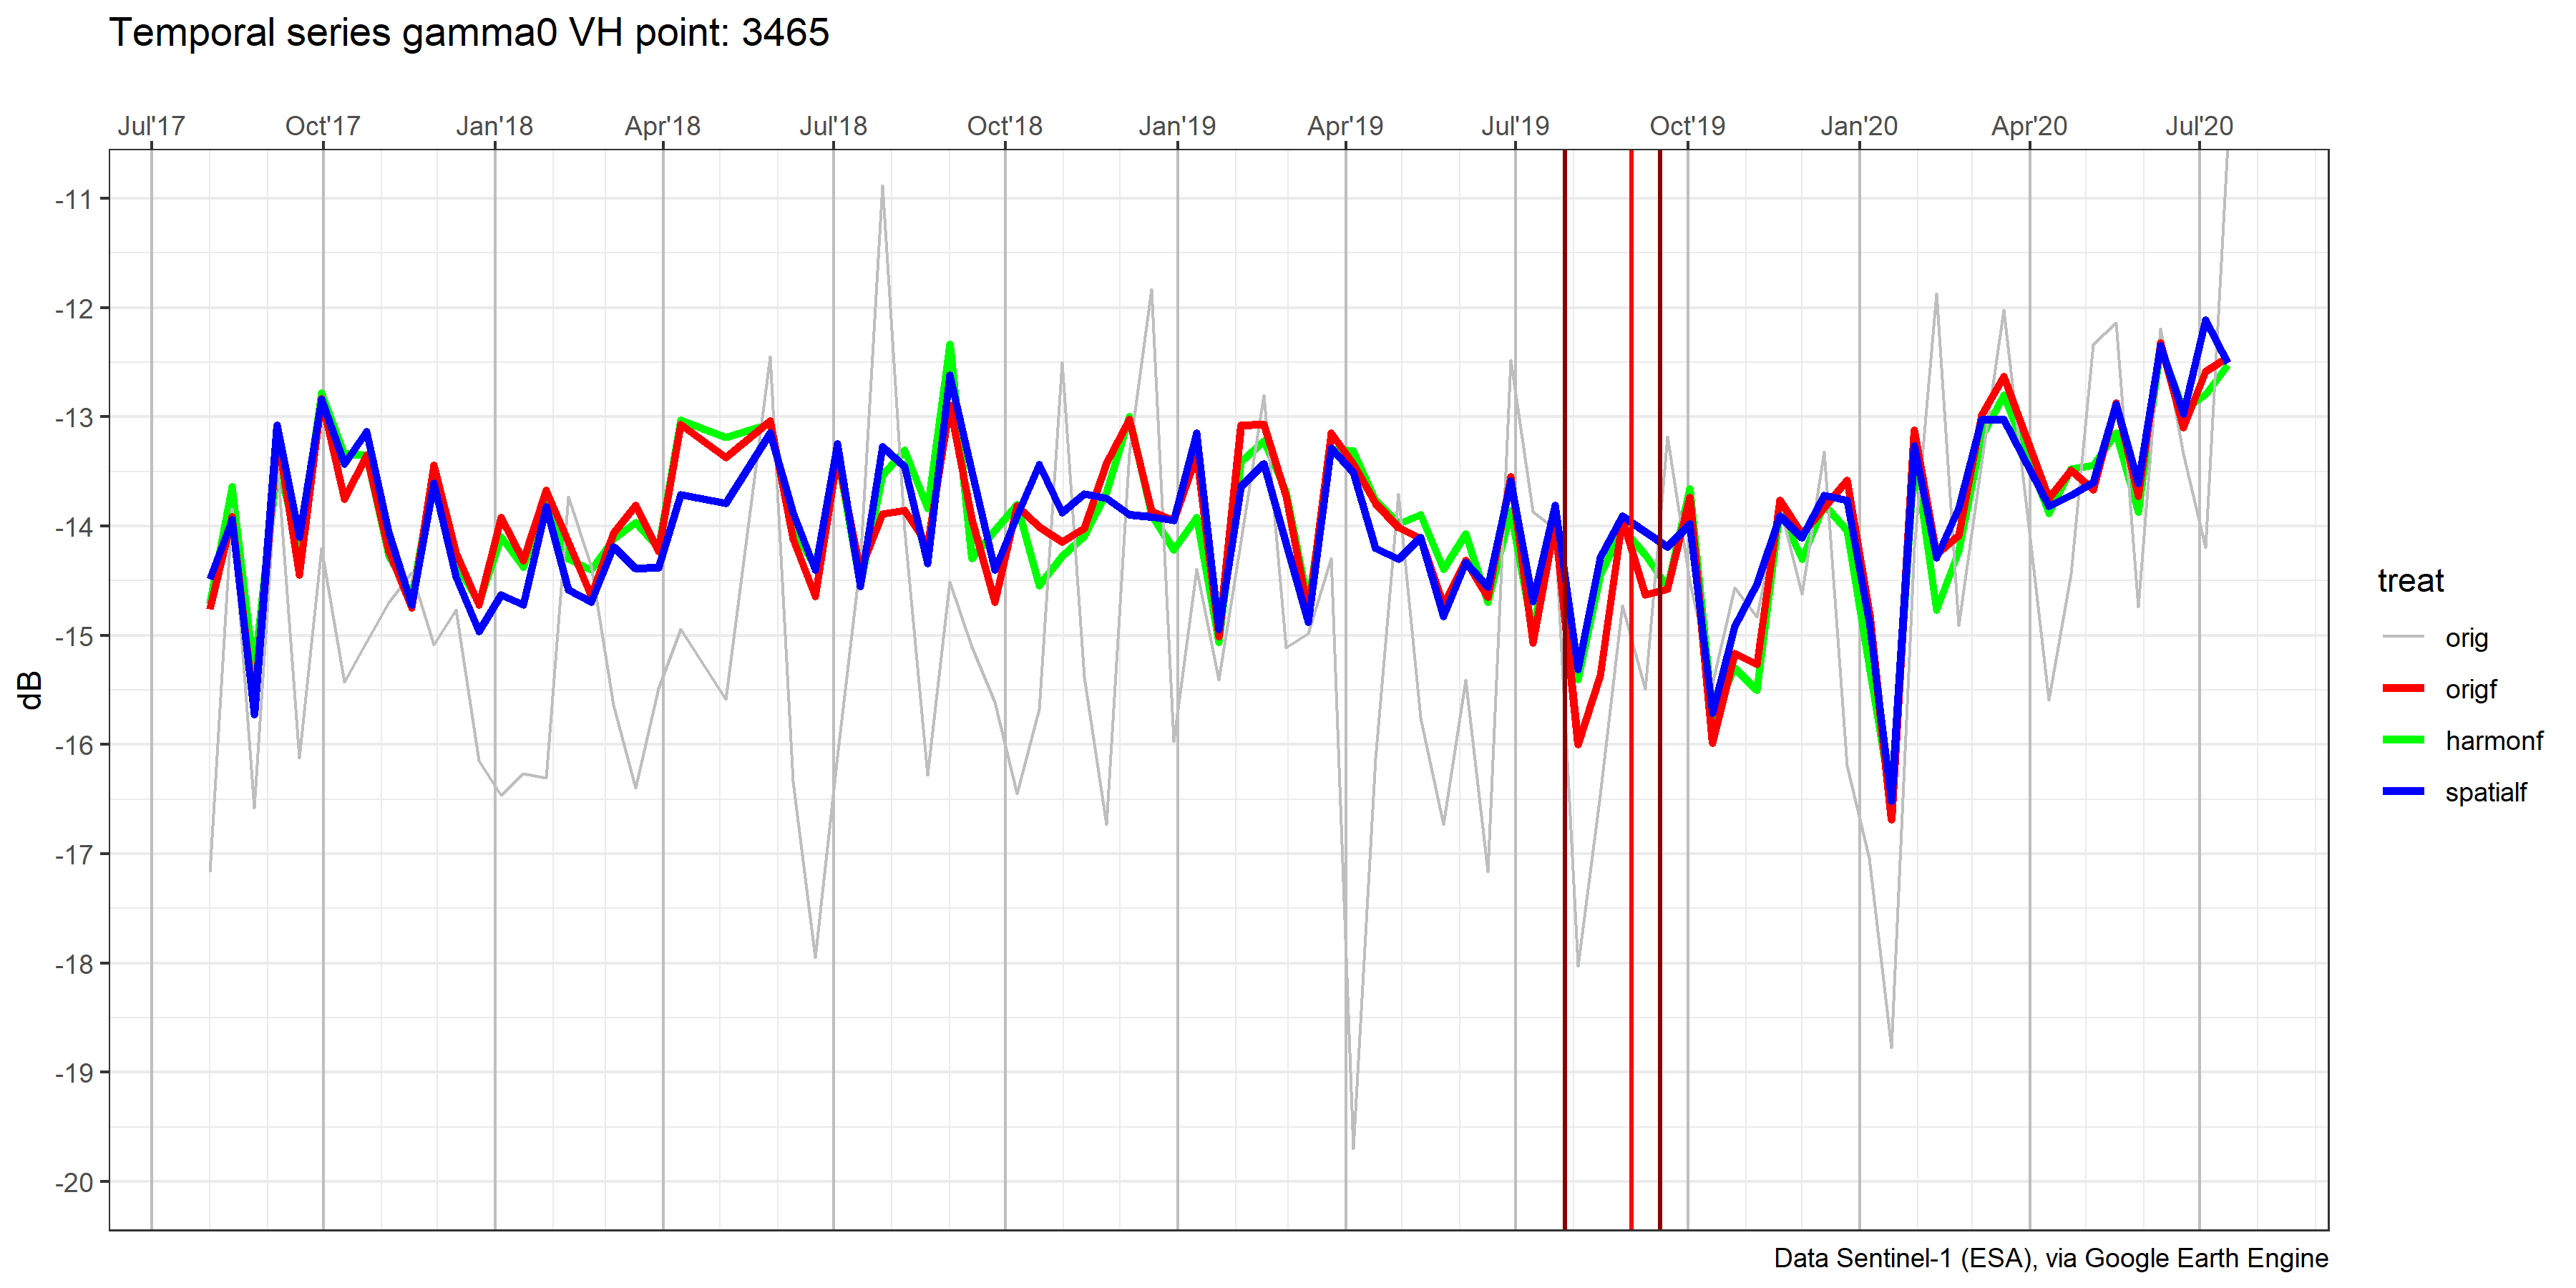 Temporal series gamma0 VH point: 3465
Jul'17 Oct'17 Jan'18 Apr'18 Jul'18 Oct'18 Jan'19 Apr'19 Jul'19 Oct'19 Jan'20 Apr'20 Jul'20
-11
-12
-13
-14
-15
-16
-17
-18
-19
-20
dB
treat
orig
origf
harmonf
spatialf
Data Sentinel-1 (ESA), via Google Earth Engine